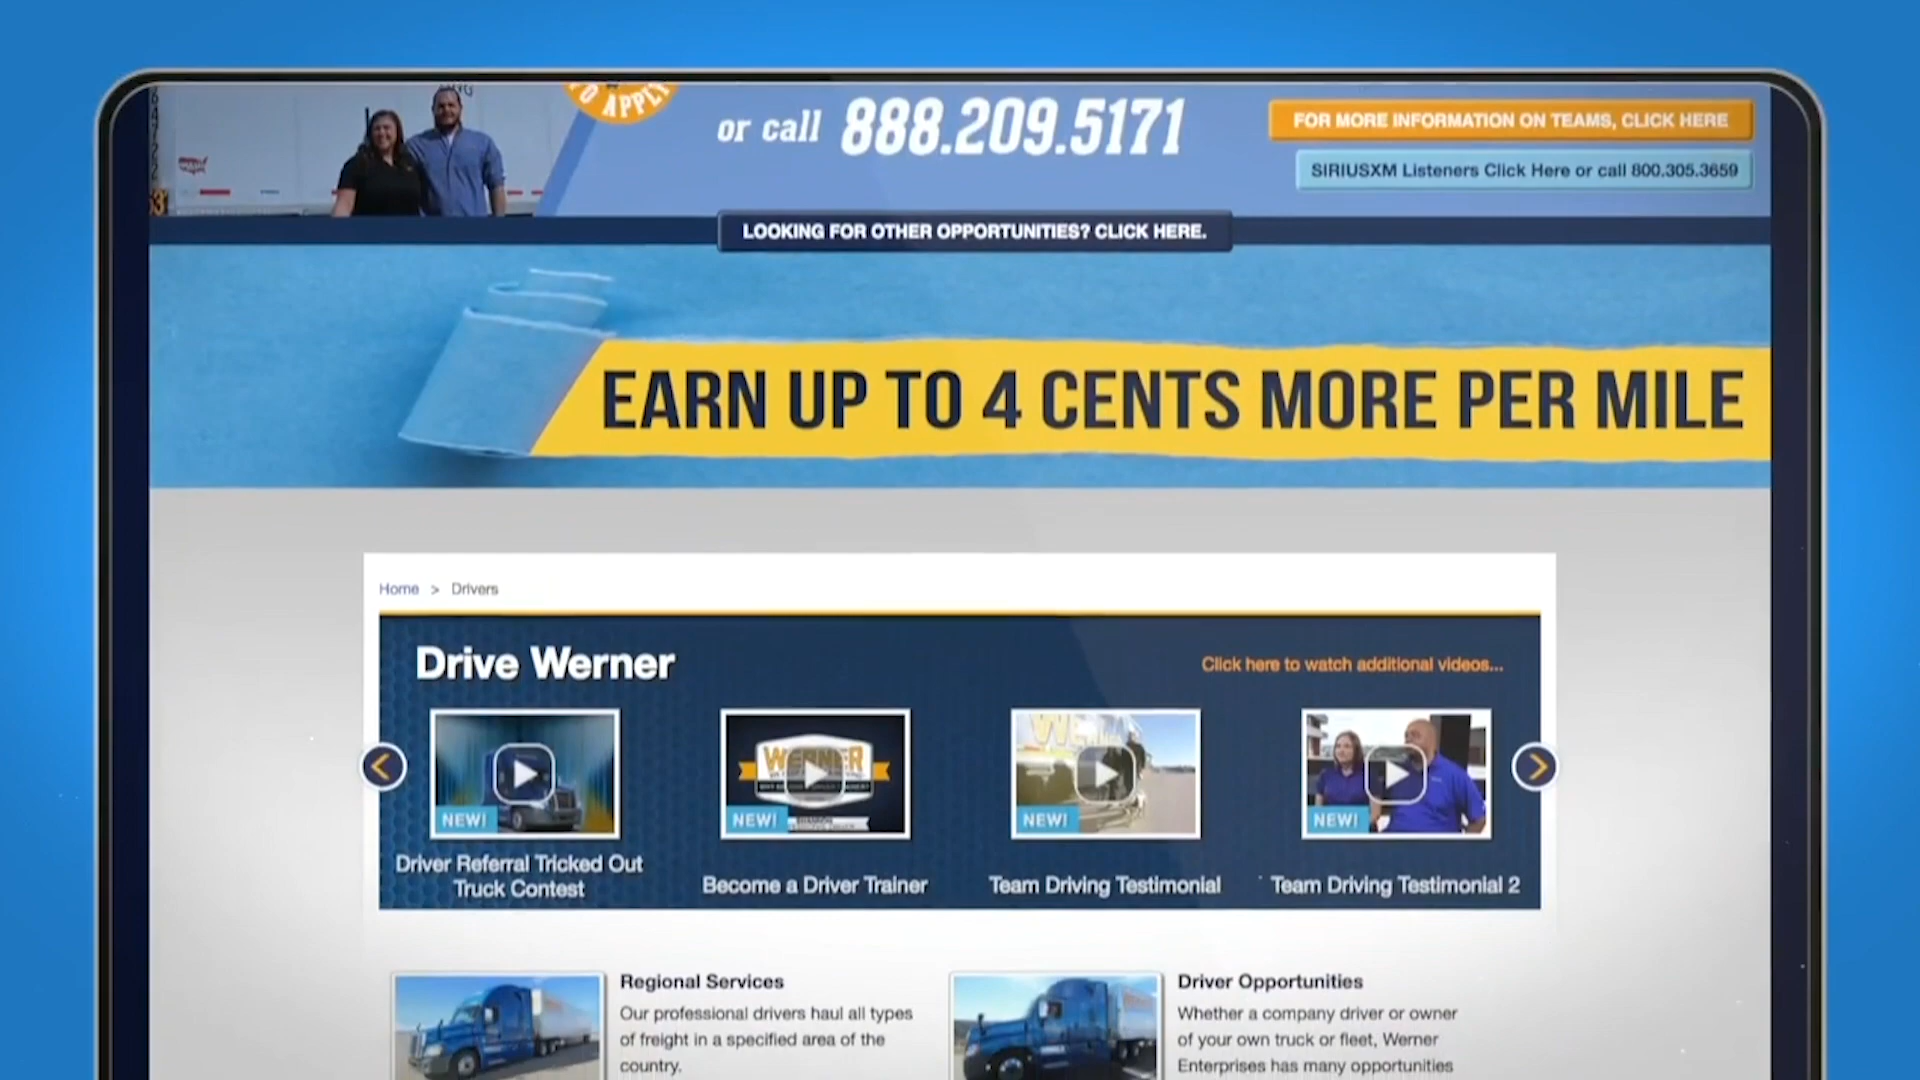 TO APPLY
or call 888.209.5171
FOR MORE INFORMATION ON TEAMS, CLICK HERE
SIRIUSXM Listeners Click Here or call 800.305.3659
LOOKING FOR OTHER OPPORTUNITIES? CLICK HERE.
EARN UP TO 4 CENTS MORE PER MILE
Home > Drivers
Drive Werner
Click here to watch additional videos...
WERNER
NEW!
NEW!
NEW!
NEW!
Driver Referral Tricked Out
Truck Contest
Become a Driver Trainer
Team Driving Testimonial
Team Driving Testimonial 2
Regional Services
Our professional drivers haul all types
of freight in a specified area of the
country.
Driver Opportunities
Whether a company driver or owner
of your own truck or fleet, Werner
Enterprises has many opportunities